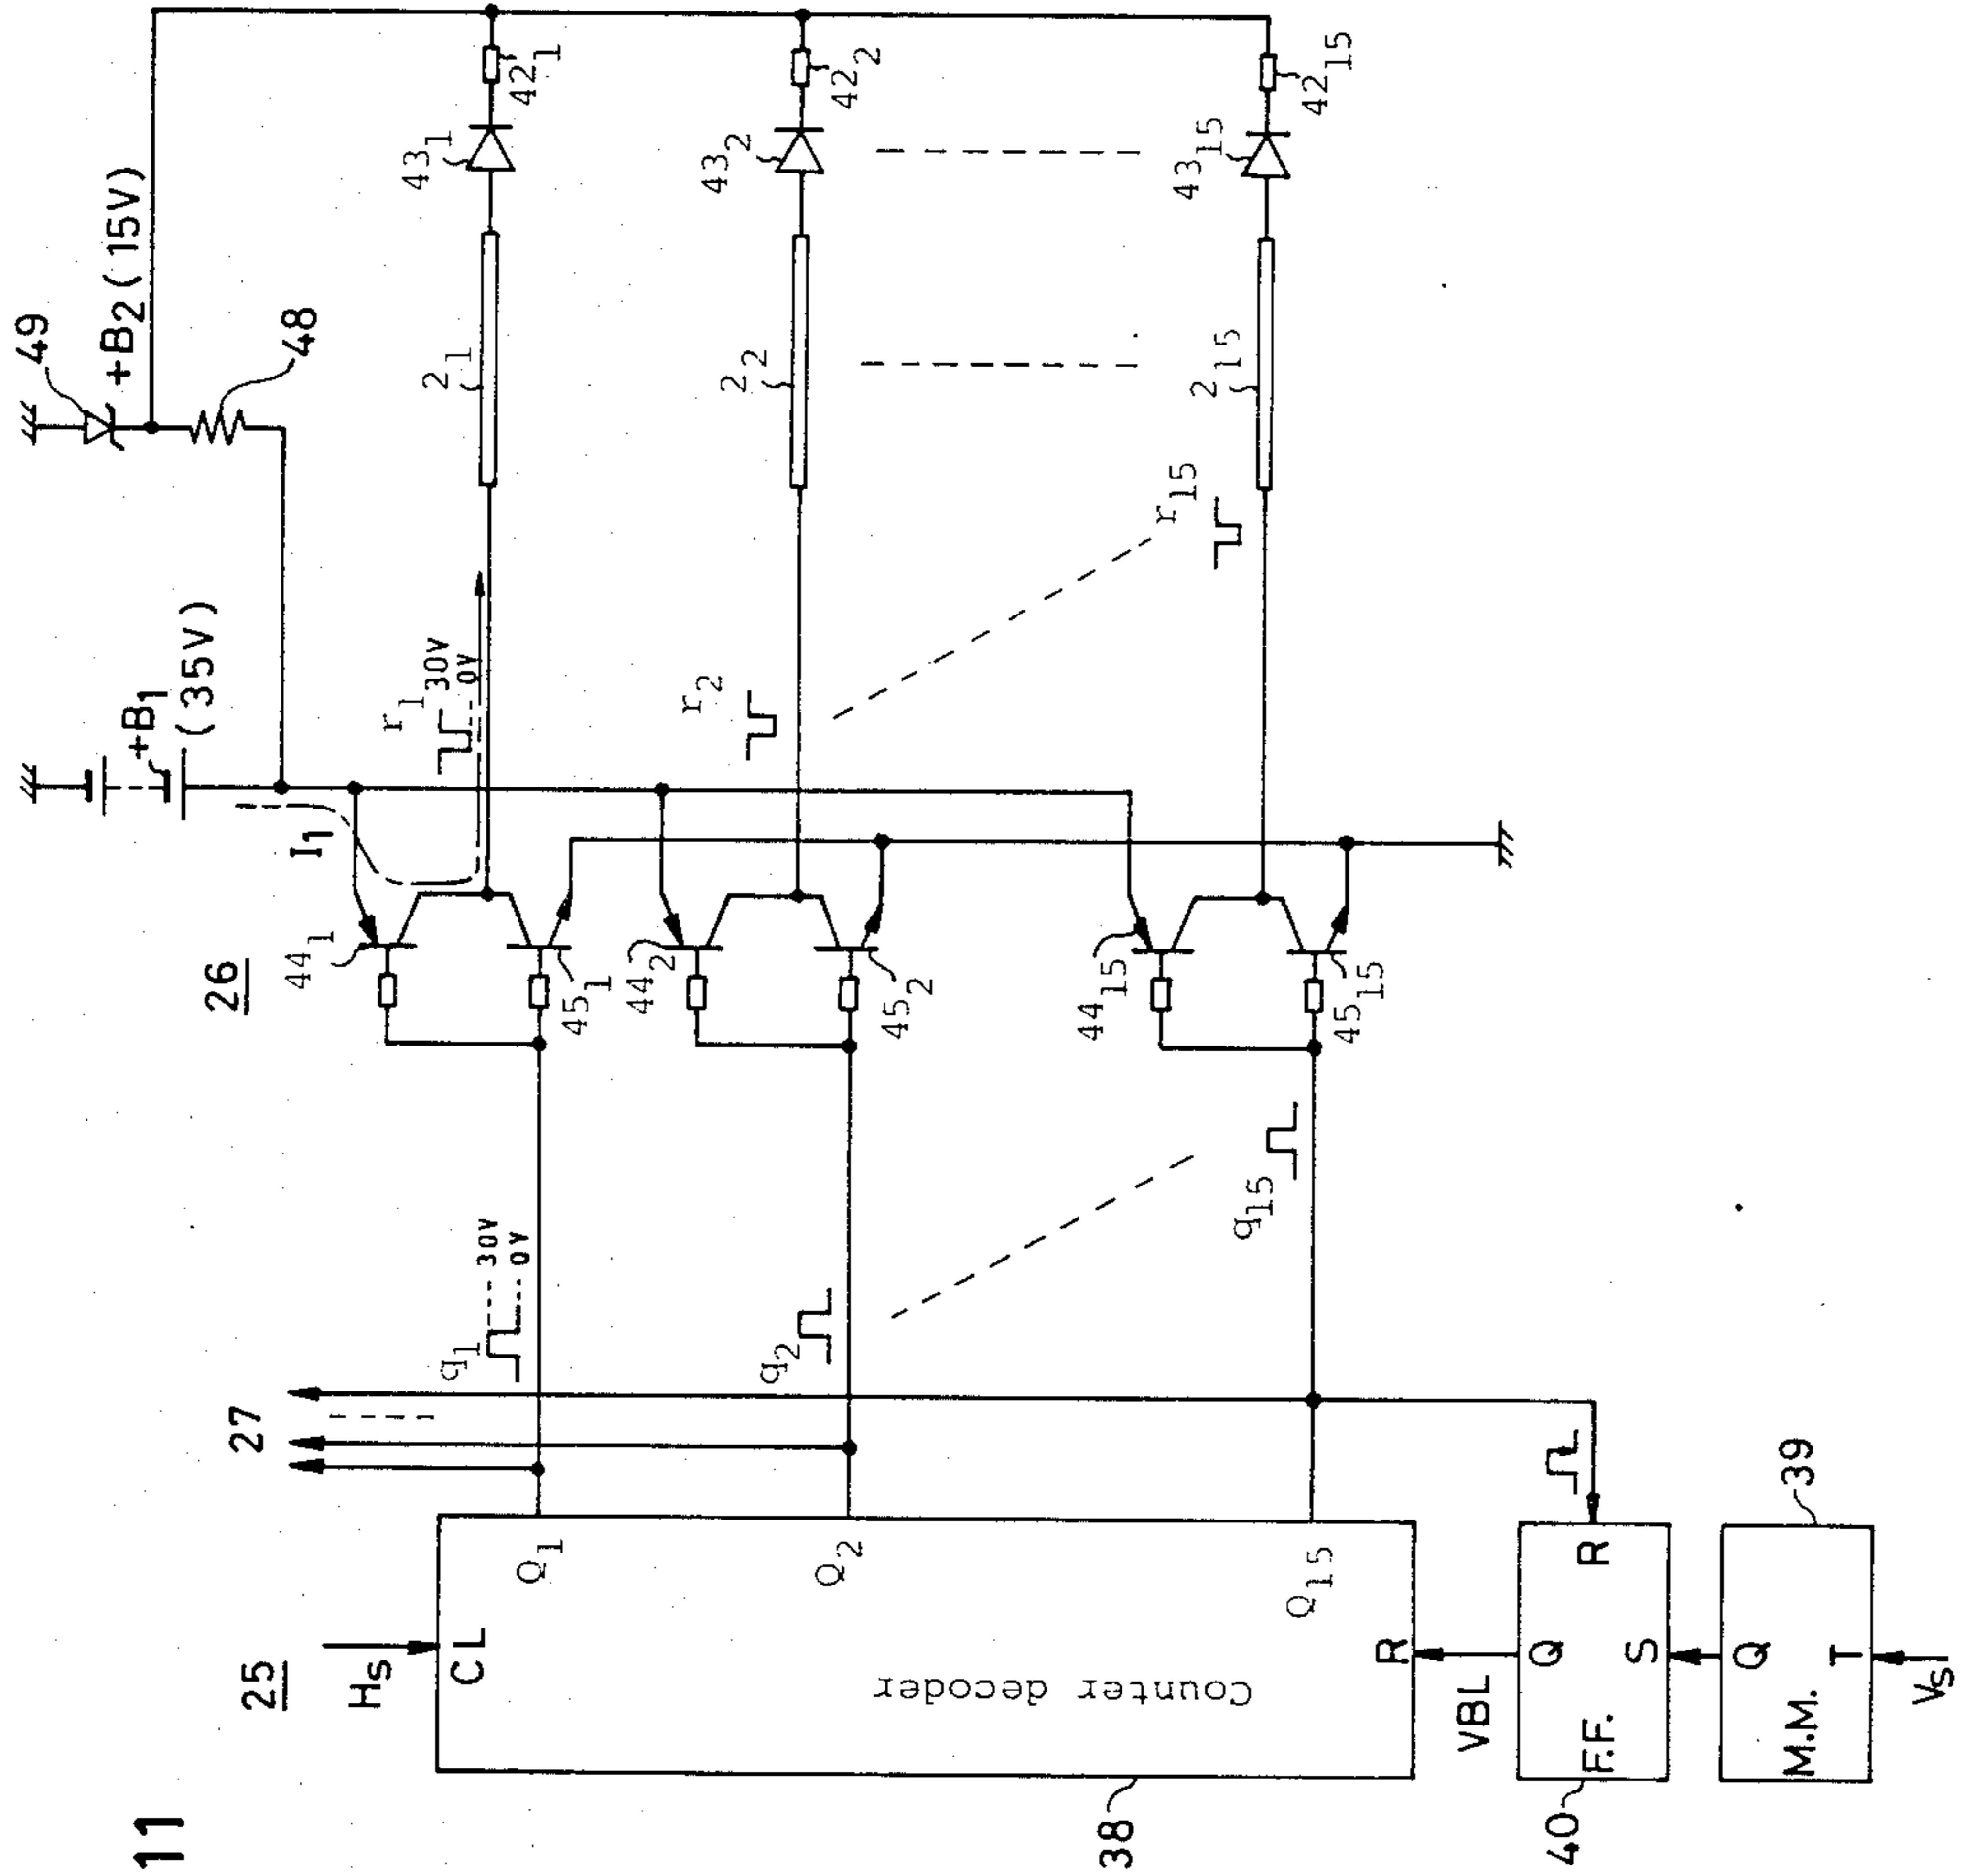 11
25
Hs
CL
Counter decoder
38
Q1
Q2
Q15
R
VBL
Q
F.F.
S
R
40
Q
M.M.
T
39
Vs
27
q1
30V
0V
q2
q15
26
441
451
442
452
4415
4515
I1
+B1
(35V)
r1
30V
0V
r2
r15
49
+B2(15V)
48
21
22
215
431
432
4315
421
422
4215